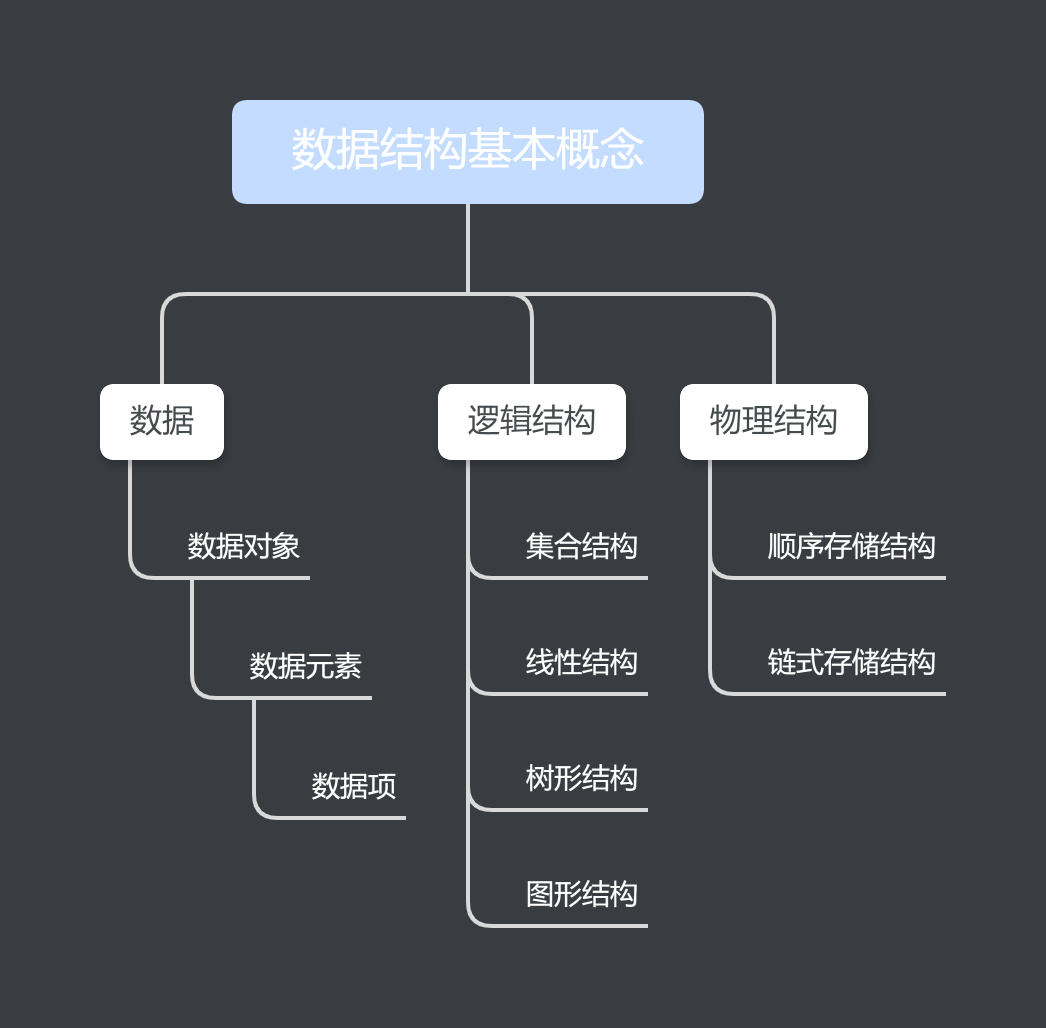 数据结构基本概念
数据
逻辑结构
物理结构
数据对象
集合结构
顺序存储结构
数据元素
线性结构
链式存储结构
数据项
树形结构
图形结构